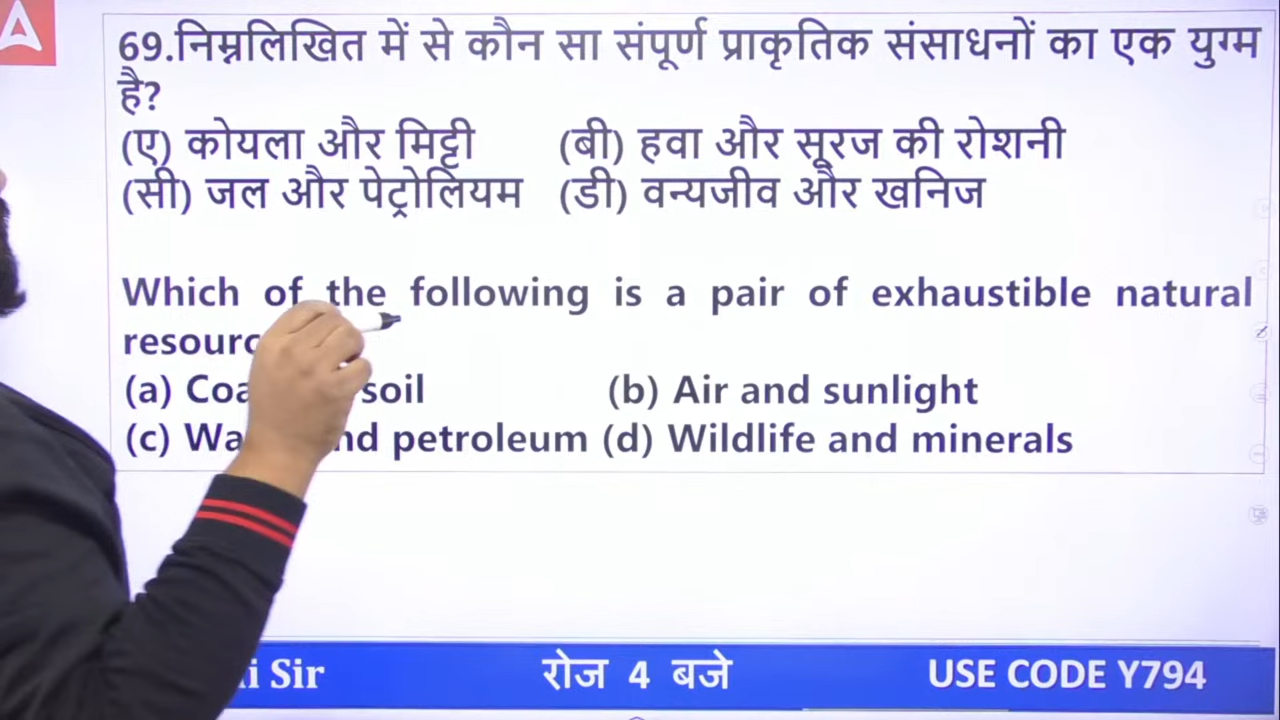 69.निम्नलिखित में से कौन सा संपूर्ण प्राकृतिक संसाधनों का एक युग्म
है?
(ए) कोयला और मिट्टी (बी) हवा और सूरज की रोशनी
(सी) जल और पेट्रोलियम (डी) वन्यजीव और खनिज
Which of the following is a pair of exhaustible natural
(a) soil (b) Air and sunlight
(c) petroleum (d) Wildlife and minerals
Sir रोज 4 बजे USE CODE Y794